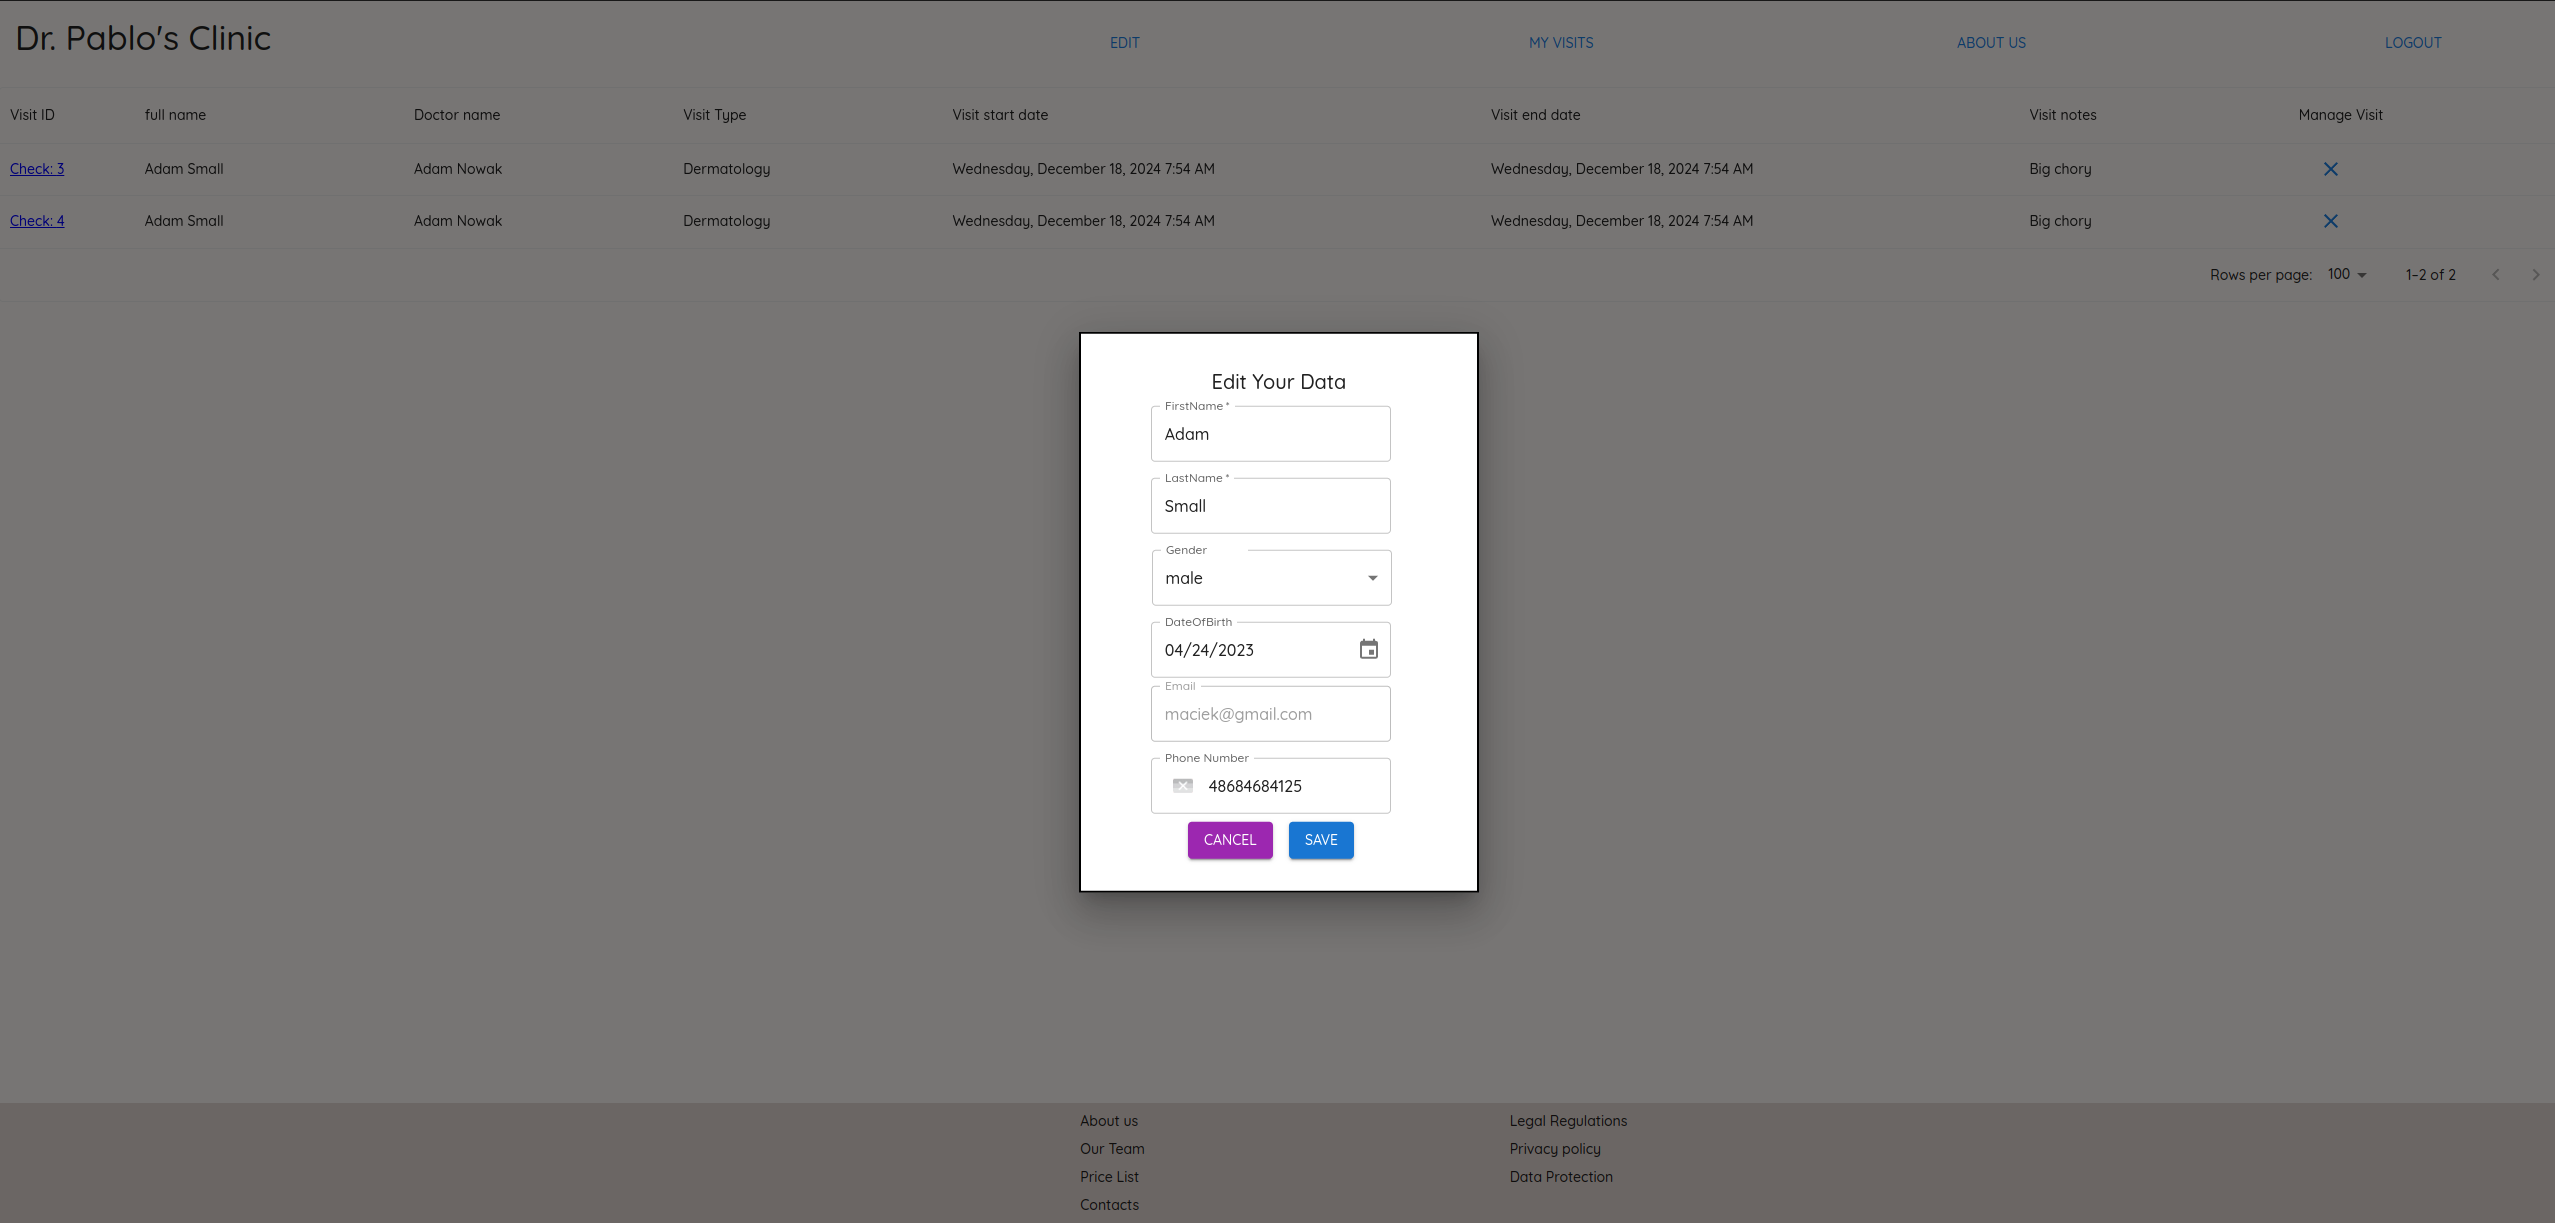 Dr. Pablo's Clinic
EDIT
MY VISITS
ABOUT US
LOGOUT
Visit ID full name Doctor name Visit Type Visit start date Visit end date Visit notes Manage Visit
Check: 3 Adam Small Adam Nowak Dermatology Wednesday, December 18, 2024 7:54 AM Wednesday, December 18, 2024 7:54 AM Big chory
Check: 4 Adam Small Adam Nowak Dermatology Wednesday, December 18, 2024 7:54 AM Wednesday, December 18, 2024 7:54 AM Big chory
Rows per page: 100 1–2 of 2
Edit Your Data
FirstName *
Adam
LastName *
Small
Gender
male
DateOfBirth
04/24/2023
Email
maciek@gmail.com
Phone Number
48684684125
CANCEL SAVE
About us
Our Team
Price List
Contacts
Legal Regulations
Privacy policy
Data Protection